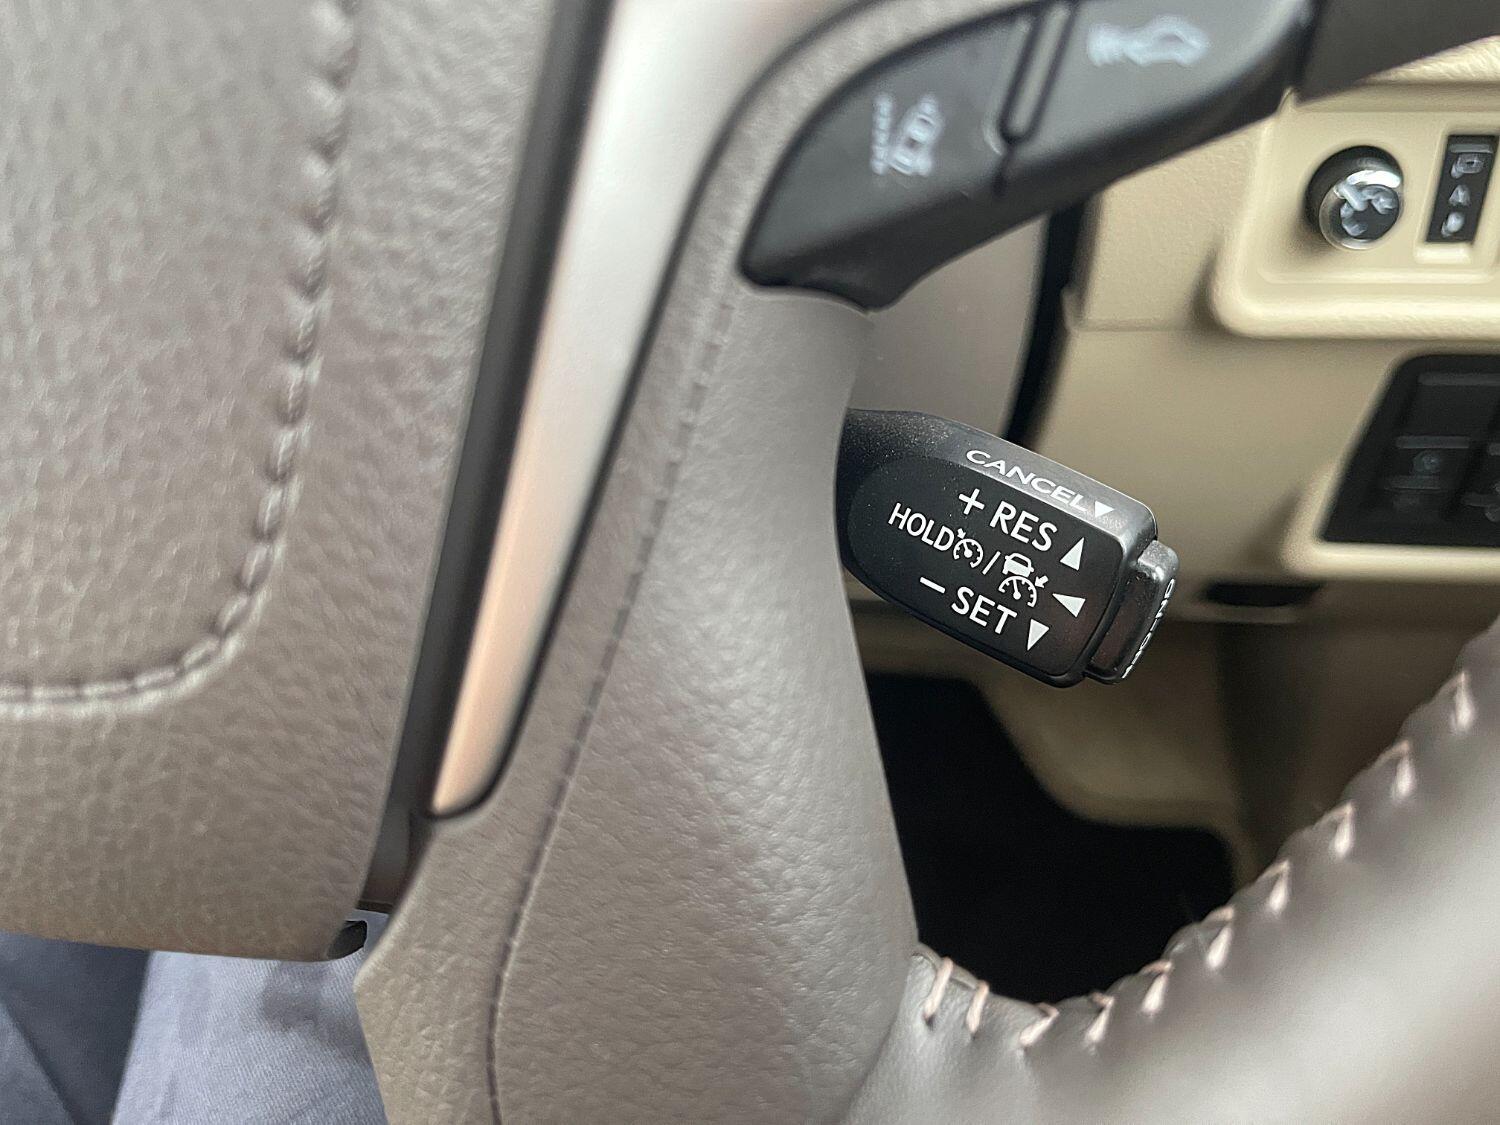 CANCEL▼
+ RES ▲
HOLD / ◀
− SET ▼